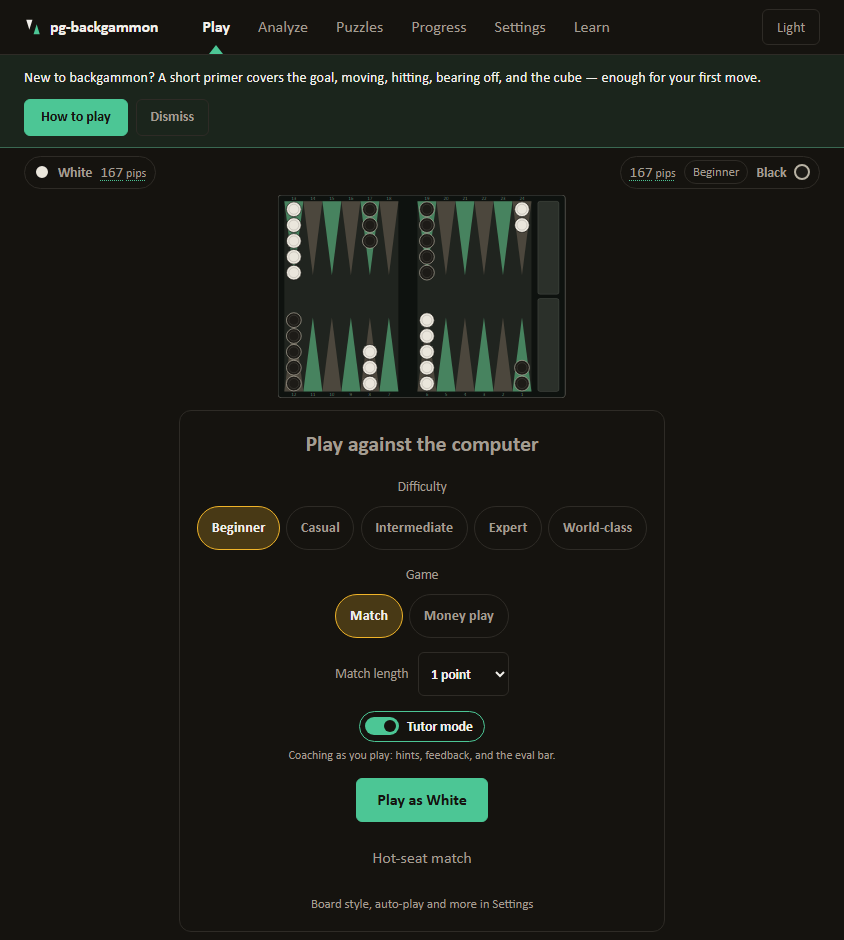 pg-backgammon Play Analyze Puzzles Progress Settings Learn Light
New to backgammon? A short primer covers the goal, moving, hitting, bearing off, and the cube — enough for your first move.
How to play Dismiss
White 167 pips 167 pips Beginner Black
Play against the computer
Difficulty
Beginner Casual Intermediate Expert World-class
Game
Match Money play
Match length 1 point
Tutor mode
Coaching as you play: hints, feedback, and the eval bar.
Play as White
Hot-seat match
Board style, auto-play and more in Settings